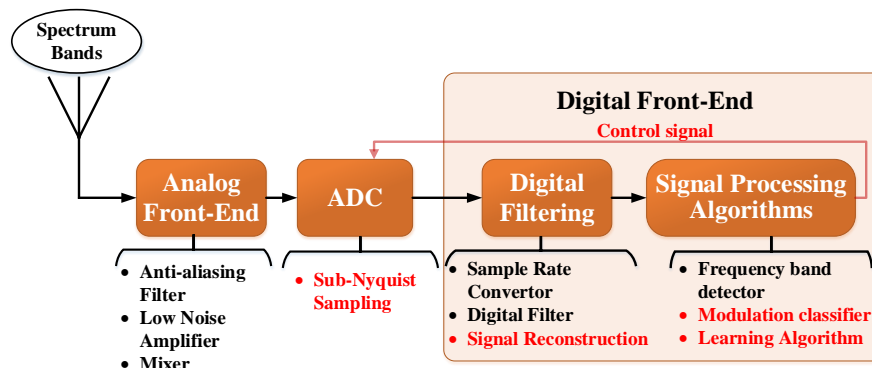 Spectrum
Bands
Digital Front-End
Control signal
Analog
Front-End
ADC
Digital
Filtering
Signal Processing
Algorithms
• Anti-aliasing
Filter
• Low Noise
Amplifier
• Mixer
• Sub-Nyquist
Sampling
• Sample Rate
Convertor
• Digital Filter
• Signal Reconstruction
• Frequency band
detector
• Modulation classifier
• Learning Algorithm